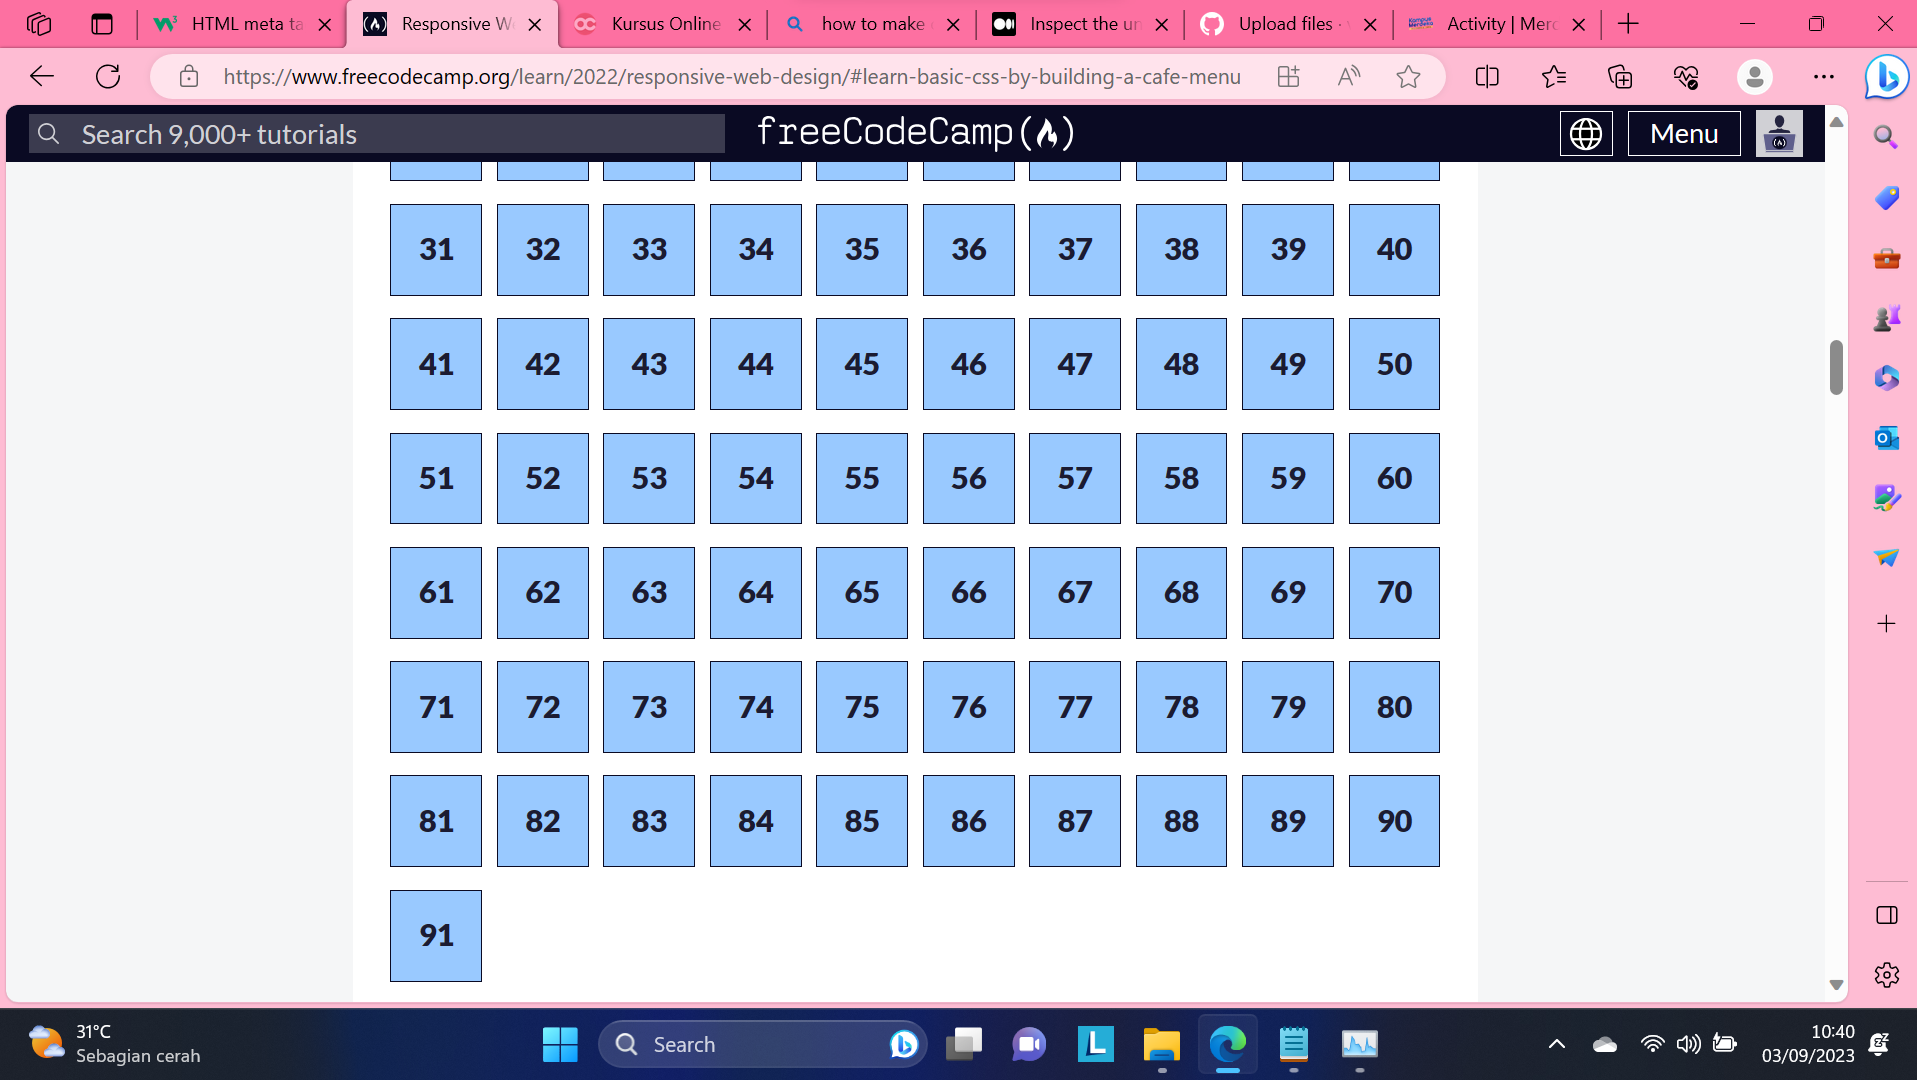 HTML meta ta
Responsive We
Kursus Online
how to make
Inspect the un
Upload files ·
Activity | Merd
https://www.freecodecamp.org/learn/2022/responsive-web-design/#learn-basic-css-by-building-a-cafe-menu
Search 9,000+ tutorials
freeCodeCamp
Menu
31 32 33 34 35 36 37 38 39 40
41 42 43 44 45 46 47 48 49 50
51 52 53 54 55 56 57 58 59 60
61 62 63 64 65 66 67 68 69 70
71 72 73 74 75 76 77 78 79 80
81 82 83 84 85 86 87 88 89 90
91
31°C
Sebagian cerah
Search
10:40
03/09/2023